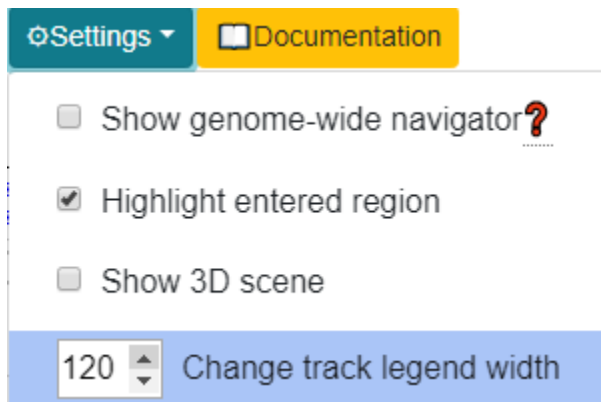 ⚙Settings Documentation
Show genome-wide navigator❓
Highlight entered region
Show 3D scene
120 Change track legend width